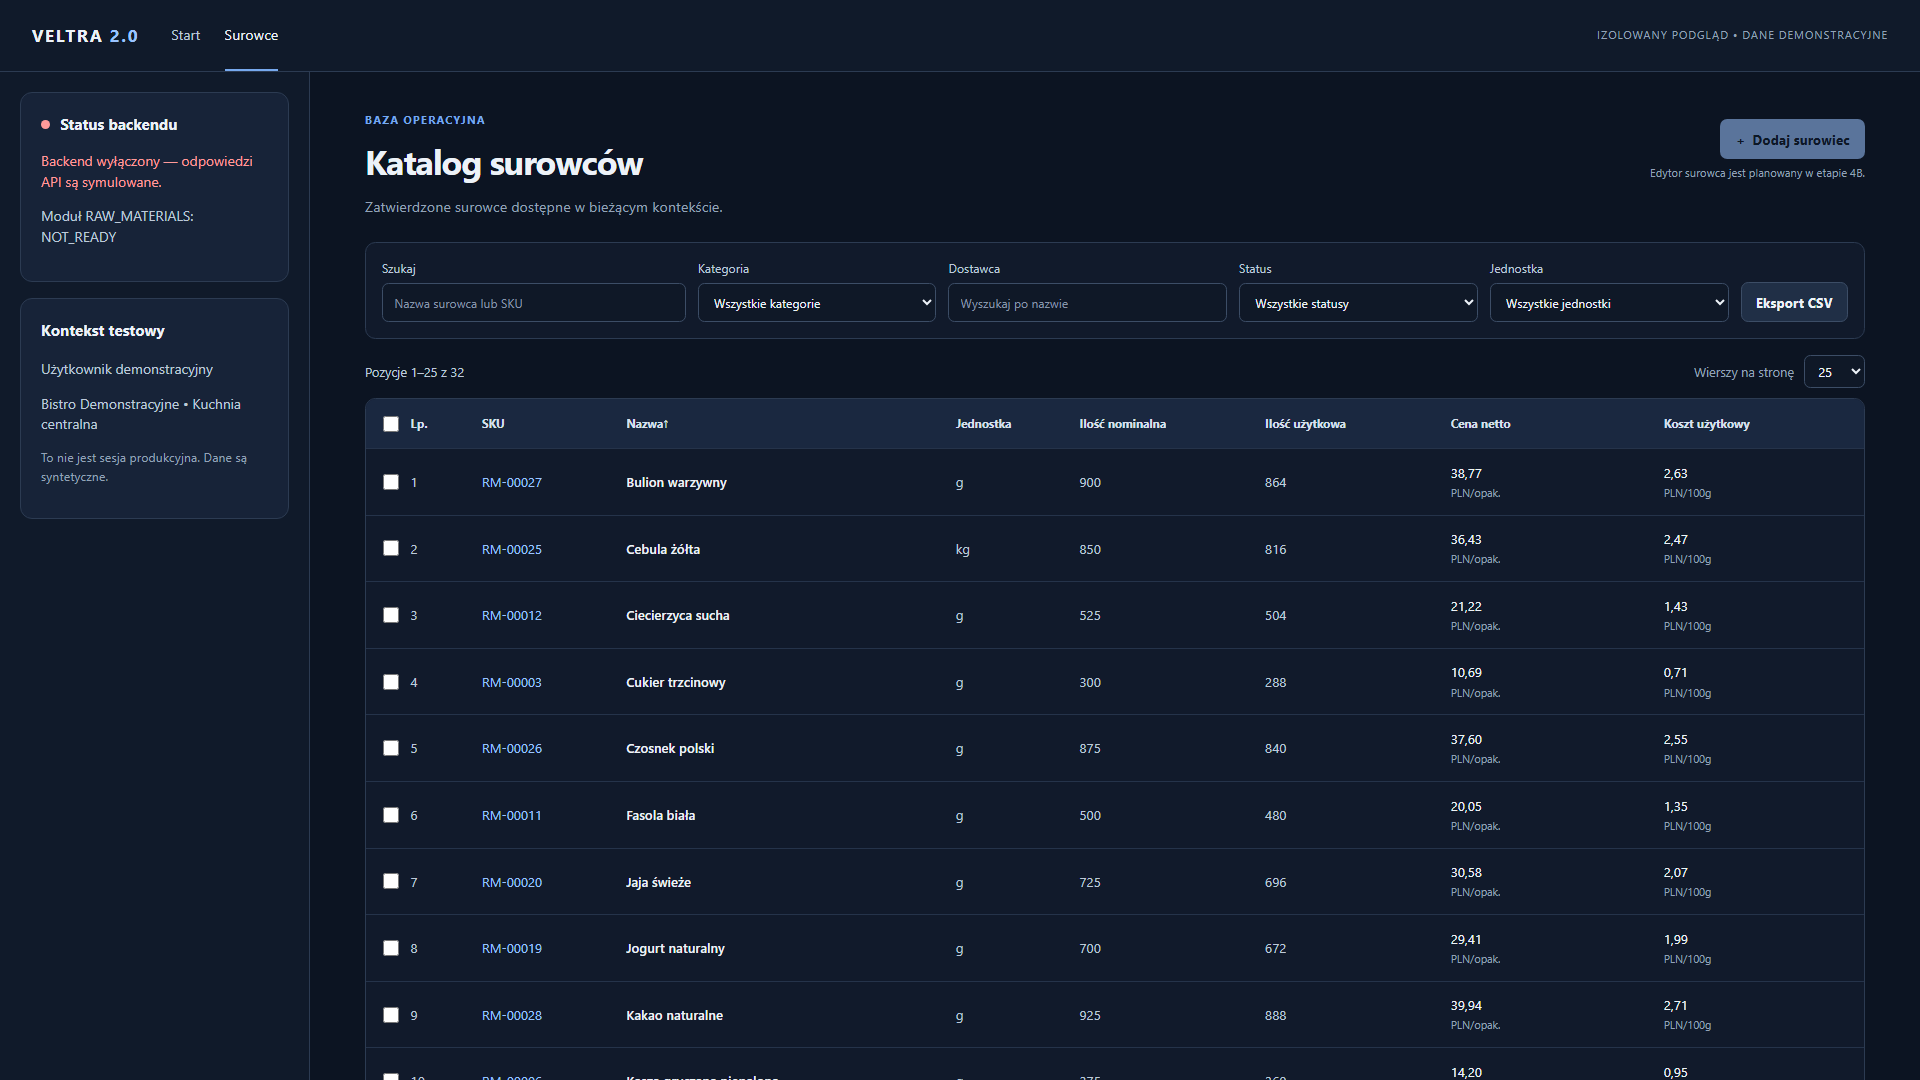 VELTRA 2.0 Start Surowce IZOLOWANY PODGLĄD • DANE DEMONSTRACYJNE
Status backendu
Backend wyłączony — odpowiedzi
API są symulowane.
Moduł RAW_MATERIALS:
NOT_READY
Kontekst testowy
Użytkownik demonstracyjny
Bistro Demonstracyjne • Kuchnia
centralna
To nie jest sesja produkcyjna. Dane są
syntetyczne.
BAZA OPERACYJNA
Katalog surowców
Zatwierdzone surowce dostępne w bieżącym kontekście.
+ Dodaj surowiec
Edytor surowca jest planowany w etapie 4B.
Szukaj Kategoria Dostawca Status Jednostka
Nazwa surowca lub SKU Wszystkie kategorie Wyszukaj po nazwie Wszystkie statusy Wszystkie jednostki Eksport CSV
Pozycje 1–25 z 32 Wierszy na stronę 25
Lp. SKU Nazwa↑ Jednostka Ilość nominalna Ilość użytkowa Cena netto Koszt użytkowy
1 RM-00027 Bulion warzywny g 900 864 38,77 2,63
PLN/opak. PLN/100g
2 RM-00025 Cebula żółta kg 850 816 36,43 2,47
PLN/opak. PLN/100g
3 RM-00012 Ciecierzyca sucha g 525 504 21,22 1,43
PLN/opak. PLN/100g
4 RM-00003 Cukier trzcinowy g 300 288 10,69 0,71
PLN/opak. PLN/100g
5 RM-00026 Czosnek polski g 875 840 37,60 2,55
PLN/opak. PLN/100g
6 RM-00011 Fasola biała g 500 480 20,05 1,35
PLN/opak. PLN/100g
7 RM-00020 Jaja świeże g 725 696 30,58 2,07
PLN/opak. PLN/100g
8 RM-00019 Jogurt naturalny g 700 672 29,41 1,99
PLN/opak. PLN/100g
9 RM-00028 Kakao naturalne g 925 888 39,94 2,71
PLN/opak. PLN/100g
14,20 0,95